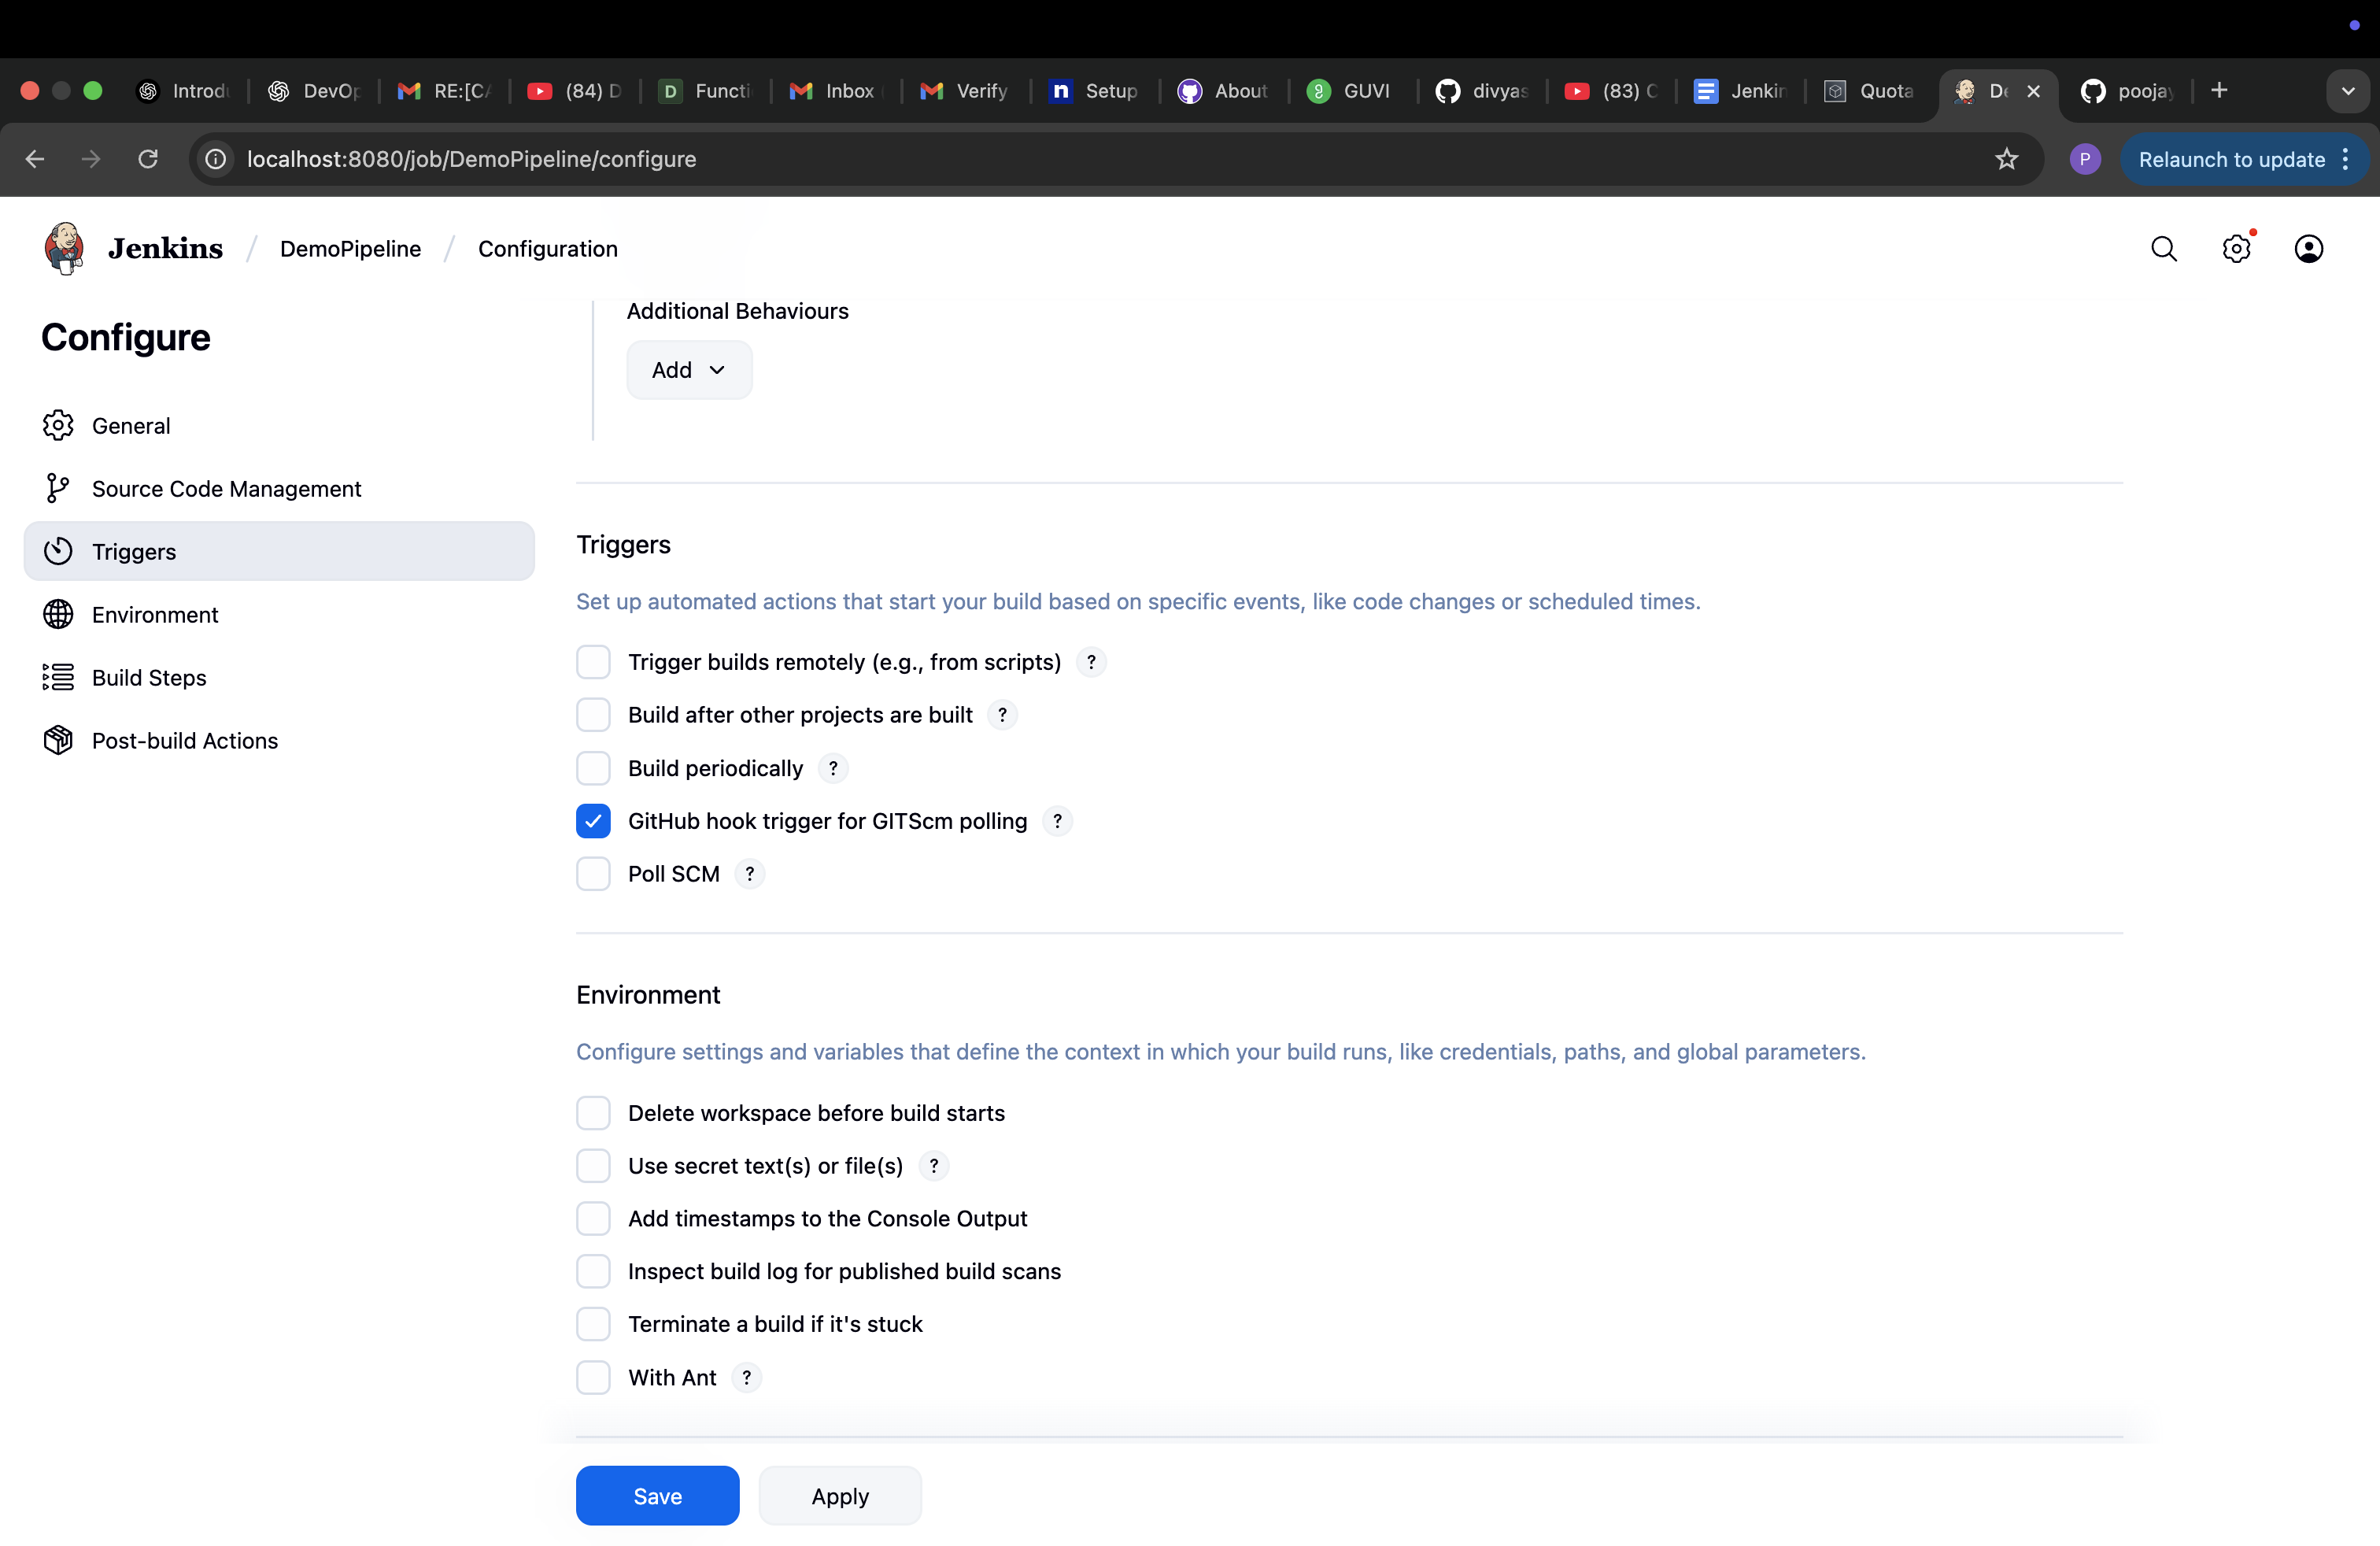 Introdu
DevOp
RE:[CA
(84) D
D Functi
Inbox
Verify
n Setup
About
GUVI
divyas
(83) C
Jenkin
Quota
De
poojay
localhost:8080/job/DemoPipeline/configure
P
Relaunch to update
Jenkins / DemoPipeline / Configuration
Configure
General
Source Code Management
Triggers
Environment
Build Steps
Post-build Actions
Additional Behaviours
Add
Triggers
Set up automated actions that start your build based on specific events, like code changes or scheduled times.
Trigger builds remotely (e.g., from scripts) ?
Build after other projects are built ?
Build periodically ?
GitHub hook trigger for GITScm polling ?
Poll SCM ?
Environment
Configure settings and variables that define the context in which your build runs, like credentials, paths, and global parameters.
Delete workspace before build starts
Use secret text(s) or file(s) ?
Add timestamps to the Console Output
Inspect build log for published build scans
Terminate a build if it's stuck
With Ant ?
Save
Apply